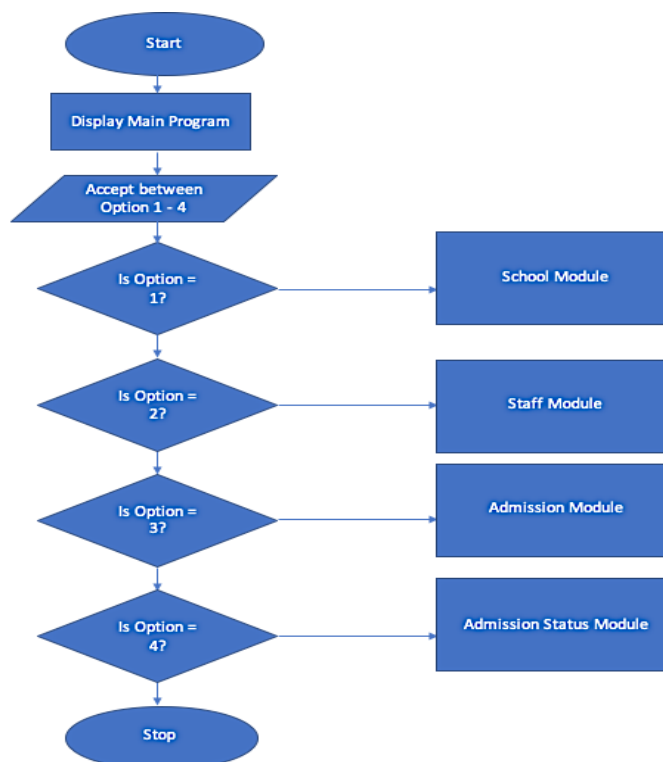 Start
Display Main Program
Accept between
Option 1 - 4
Is Option =
1?
School Module
Is Option =
2?
Staff Module
Is Option =
3?
Admission Module
Is Option =
4?
Admission Status Module
Stop